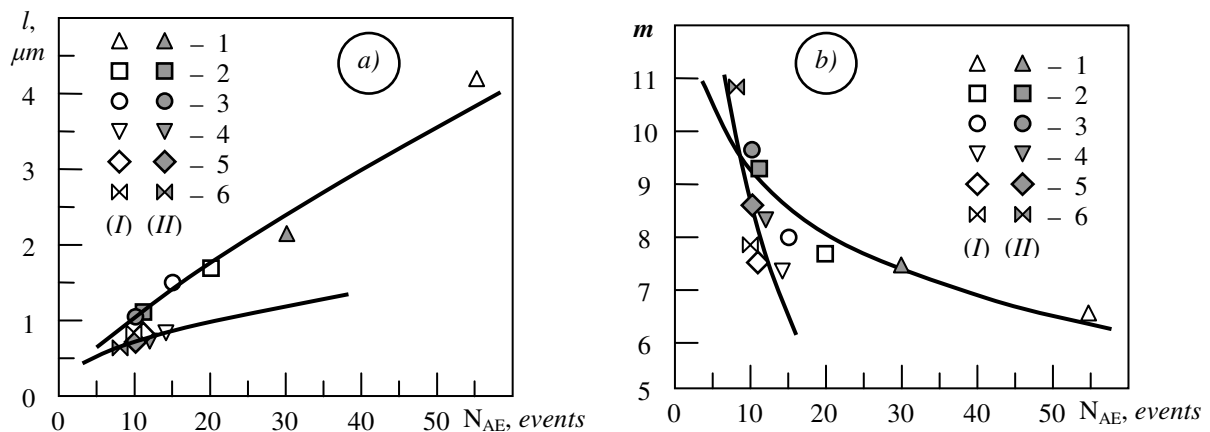 l,
μm
a)
– 1
– 2
– 3
– 4
– 5
– 6
(I) (II)
4
3
2
1
0
0 10 20 30 50 N_AE, events
m
b)
– 1
– 2
– 3
– 4
– 5
– 6
(I) (II)
11
10
9
8
7
6
5
0 10 20 30 50 N_AE, events